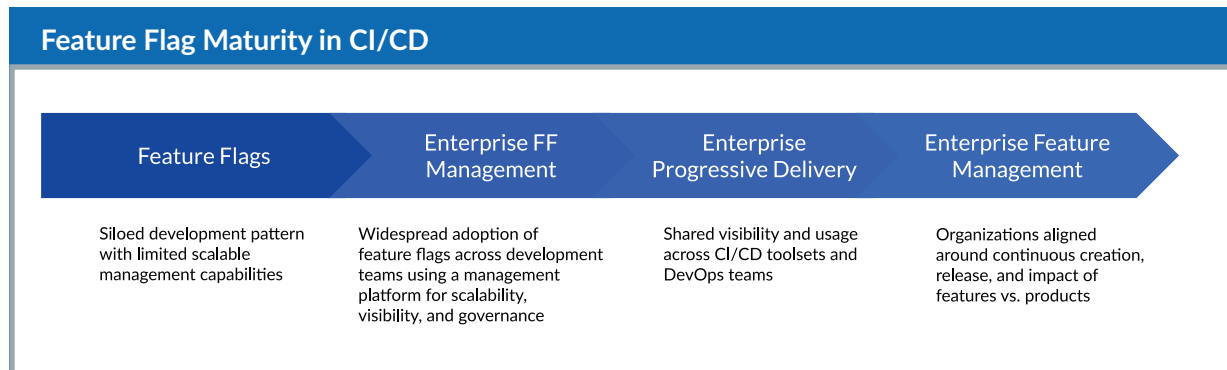 Feature Flag Maturity in CI/CD
Feature Flags
Enterprise FF
Management
Enterprise
Progressive Delivery
Enterprise Feature
Management
Siloed development pattern
with limited scalable
management capabilities
Widespread adoption of
feature flags across development
teams using a management
platform for scalability,
visibility, and governance
Shared visibility and usage
across CI/CD toolsets and
DevOps teams
Organizations aligned
around continuous creation,
release, and impact of
features vs. products